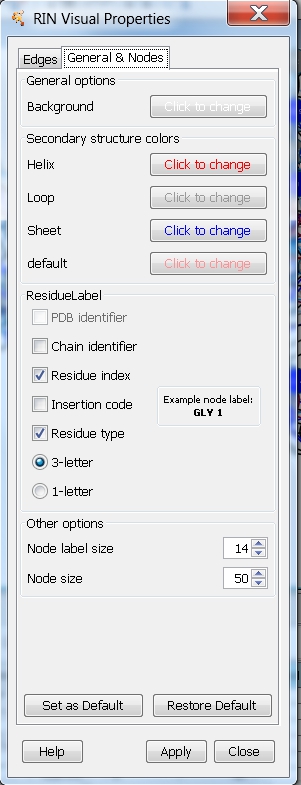 RIN Visual Properties
Edges General & Nodes
General options
Background Click to change
Secondary structure colors
Helix Click to change
Loop Click to change
Sheet Click to change
default Click to change
ResidueLabel
PDB identifier
Chain identifier
Residue index
Insertion code
Example node label:
GLY 1
Residue type
3-letter
1-letter
Other options
Node label size 14
Node size 50
Set as Default Restore Default
Help Apply Close